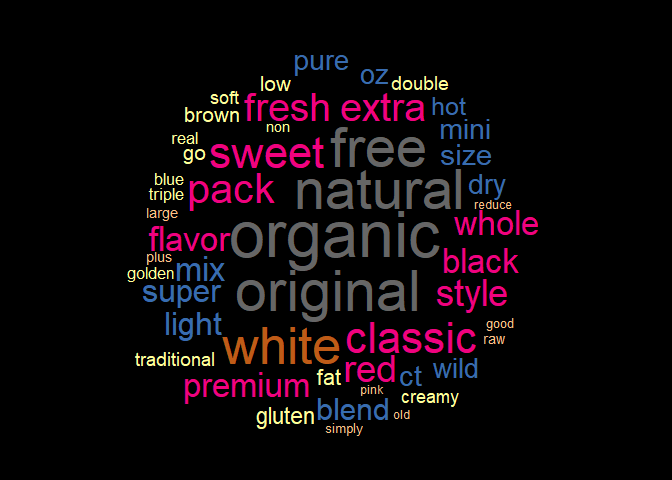 pure
oz
low
double
soft
fresh
extra
hot
brown
non
mini
real
free
go
sweet
size
blue
pack
natural
dry
triple
reduce
large
whole
flavor
organic
plus
black
golden
mix
super
original
style
light
good
white
classic
raw
traditional
red
wild
fat
ct
premium
pink
creamy
gluten
blend
old
simply